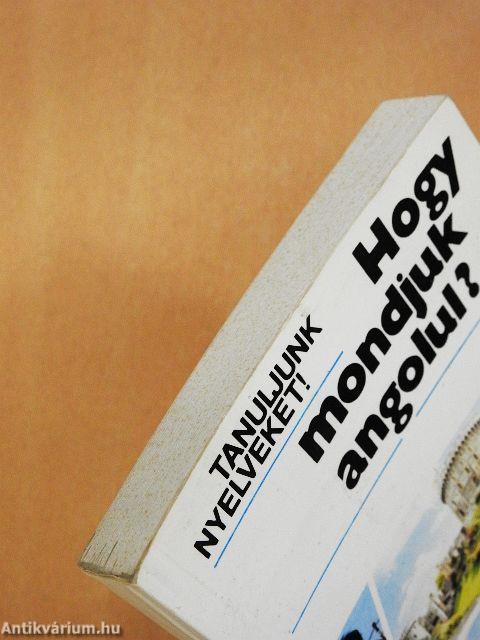 TANULJUNK
NYELVEKET!
Hogy
mondjuk
angolul?
Antikvárium.hu